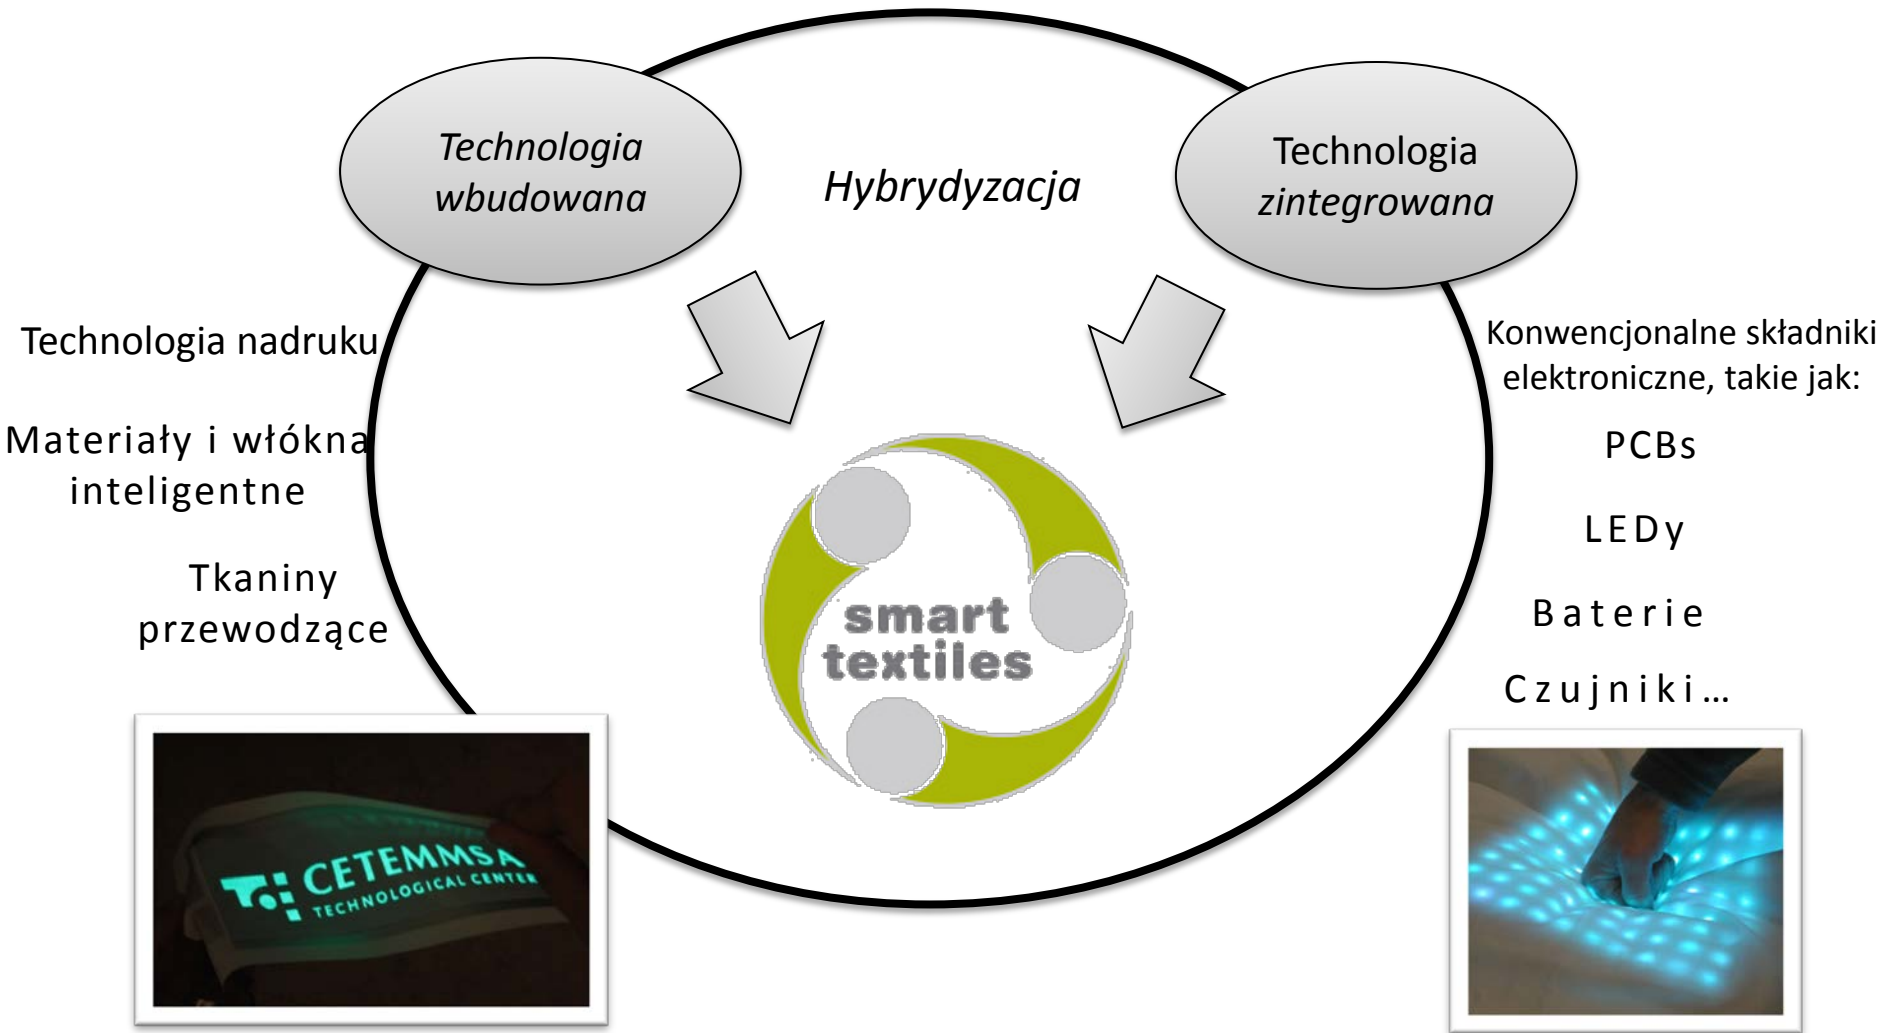 Technologia
wbudowana
Hybrydyzacja
Technologia
zintegrowana
Technologia nadruku
Materiały i włókna
inteligentne
Tkaniny
przewodzące
Konwencjonalne składniki
elektroniczne, takie jak:
PCBs
LEDy
Baterie
Czujniki...
smart
textiles
CETEMMSA
TECHNOLOGICAL CENTER